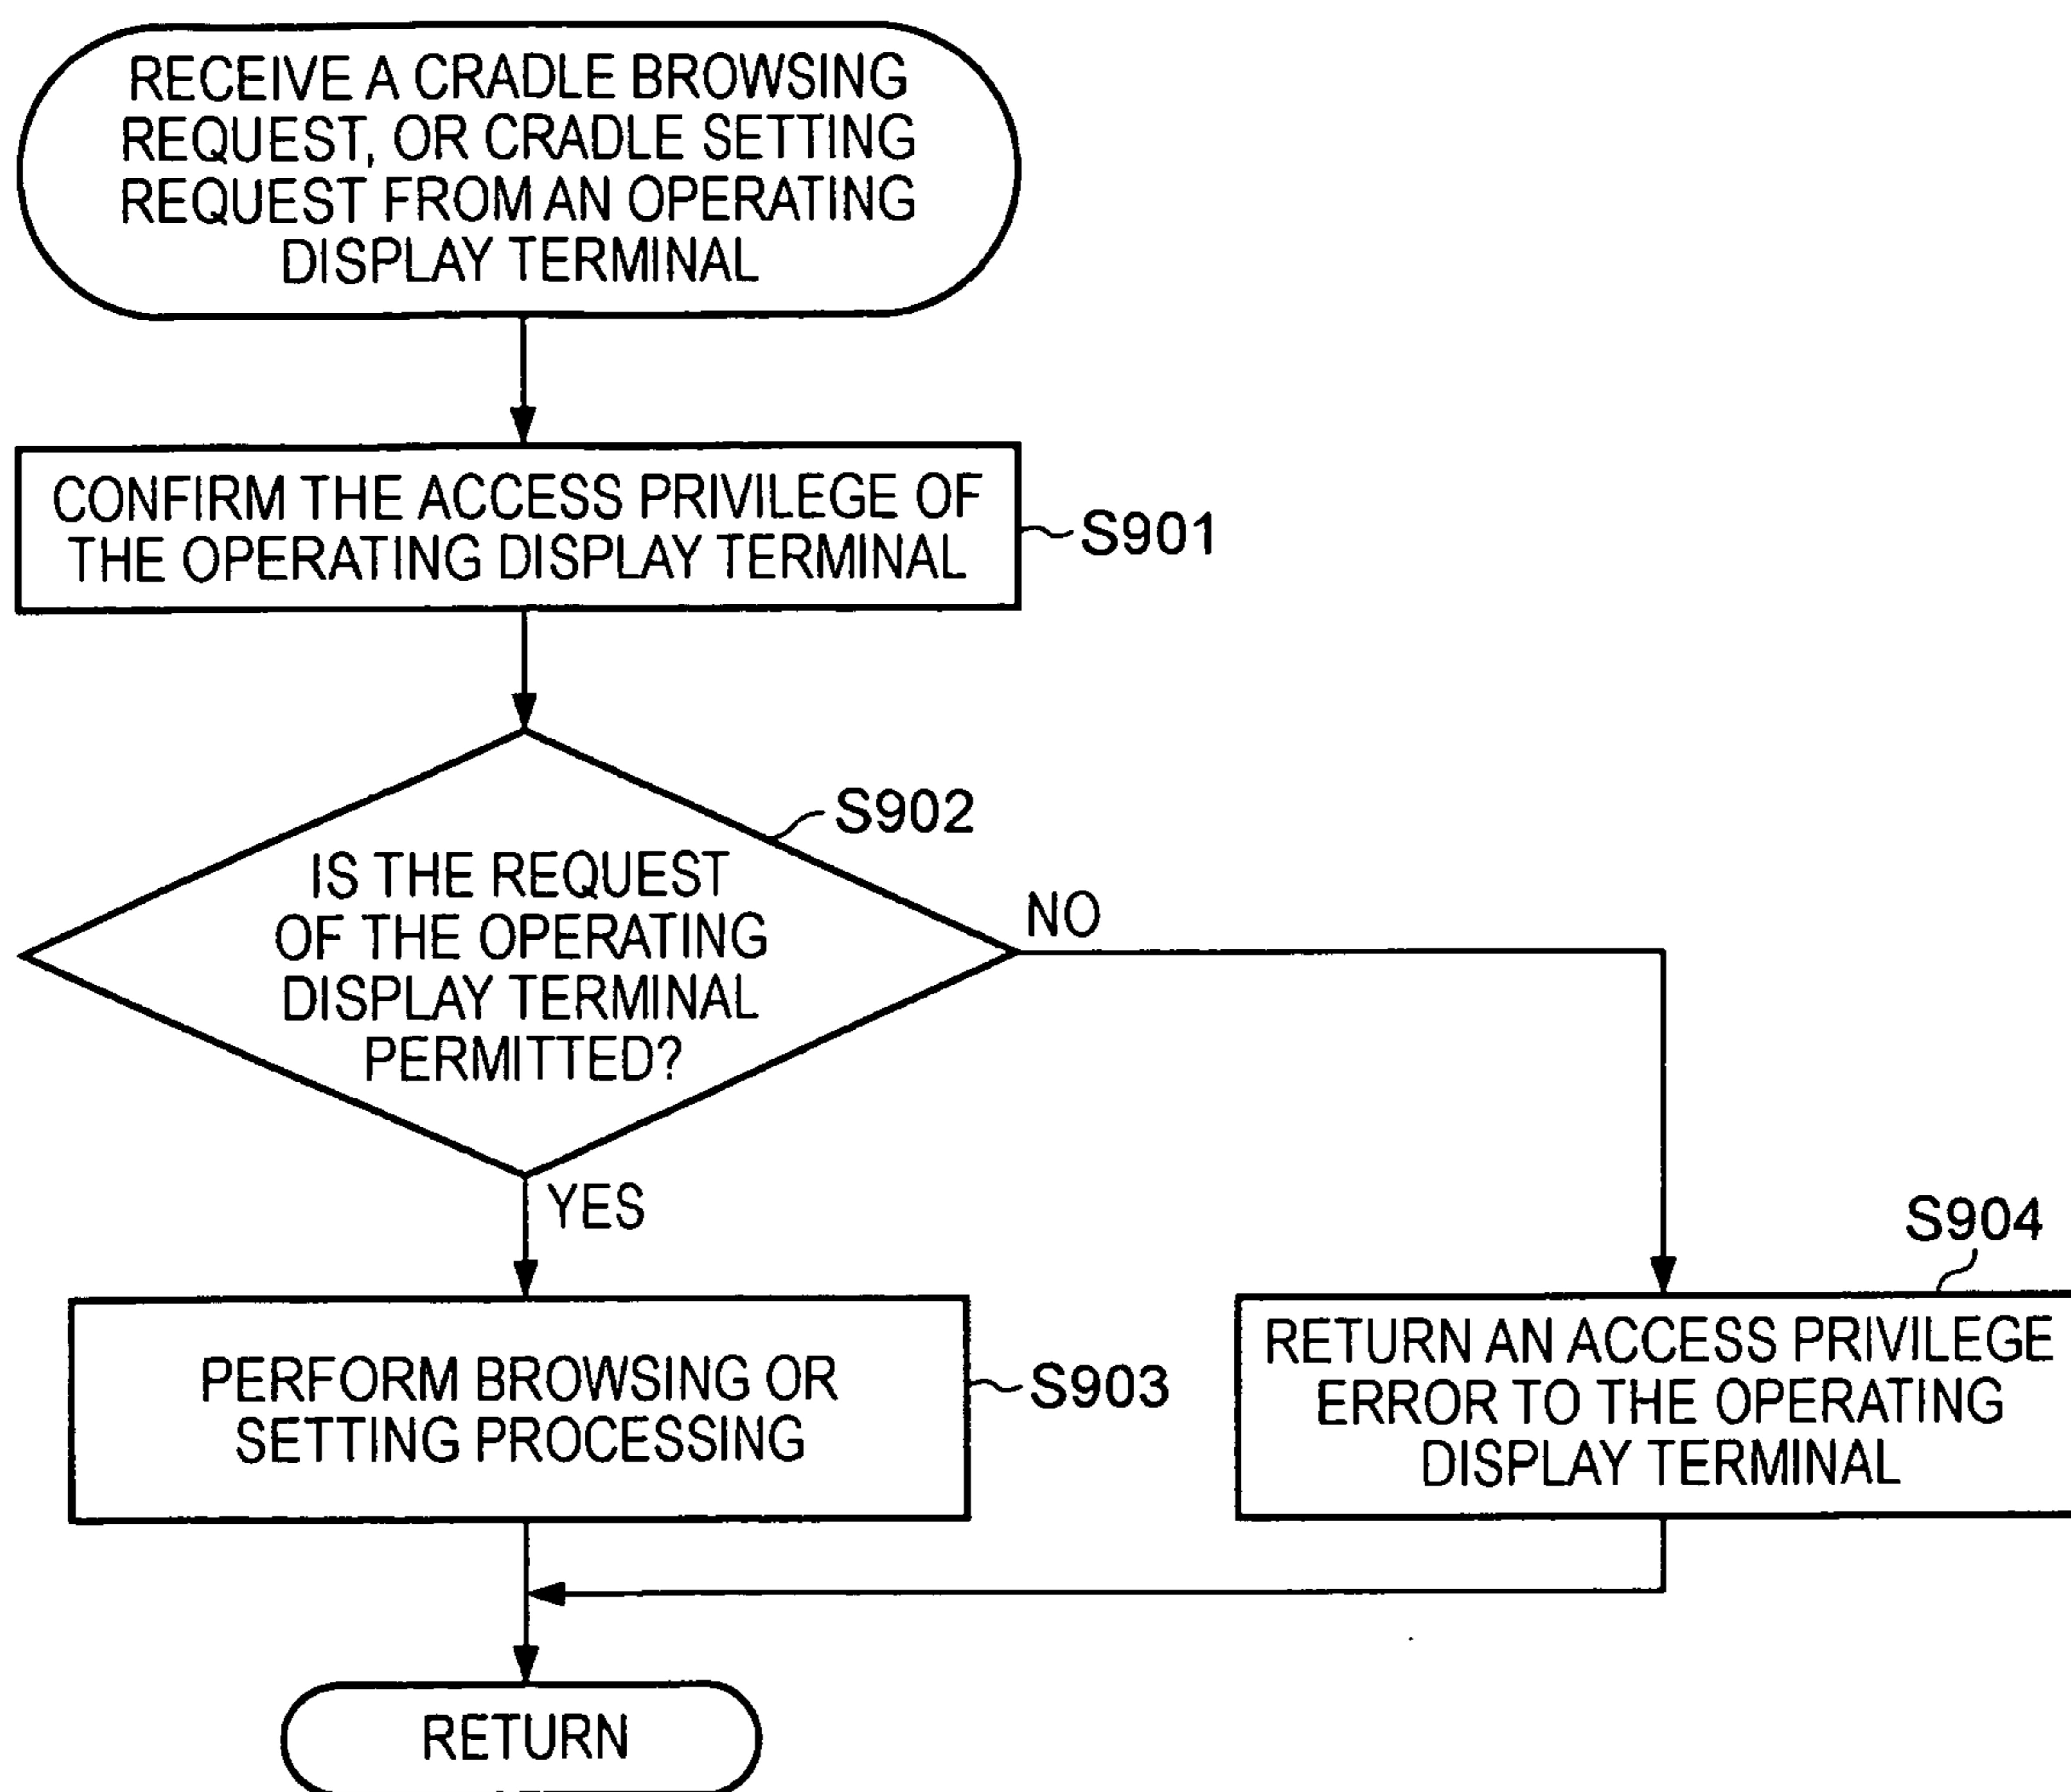 RECEIVE A CRADLE BROWSING
REQUEST, OR CRADLE SETTING
REQUEST FROM AN OPERATING
DISPLAY TERMINAL
CONFIRM THE ACCESS PRIVILEGE OF
THE OPERATING DISPLAY TERMINAL
S901
S902
IS THE REQUEST
OF THE OPERATING
DISPLAY TERMINAL
PERMITTED?
NO
YES
PERFORM BROWSING OR
SETTING PROCESSING
S903
S904
RETURN AN ACCESS PRIVILEGE
ERROR TO THE OPERATING
DISPLAY TERMINAL
RETURN